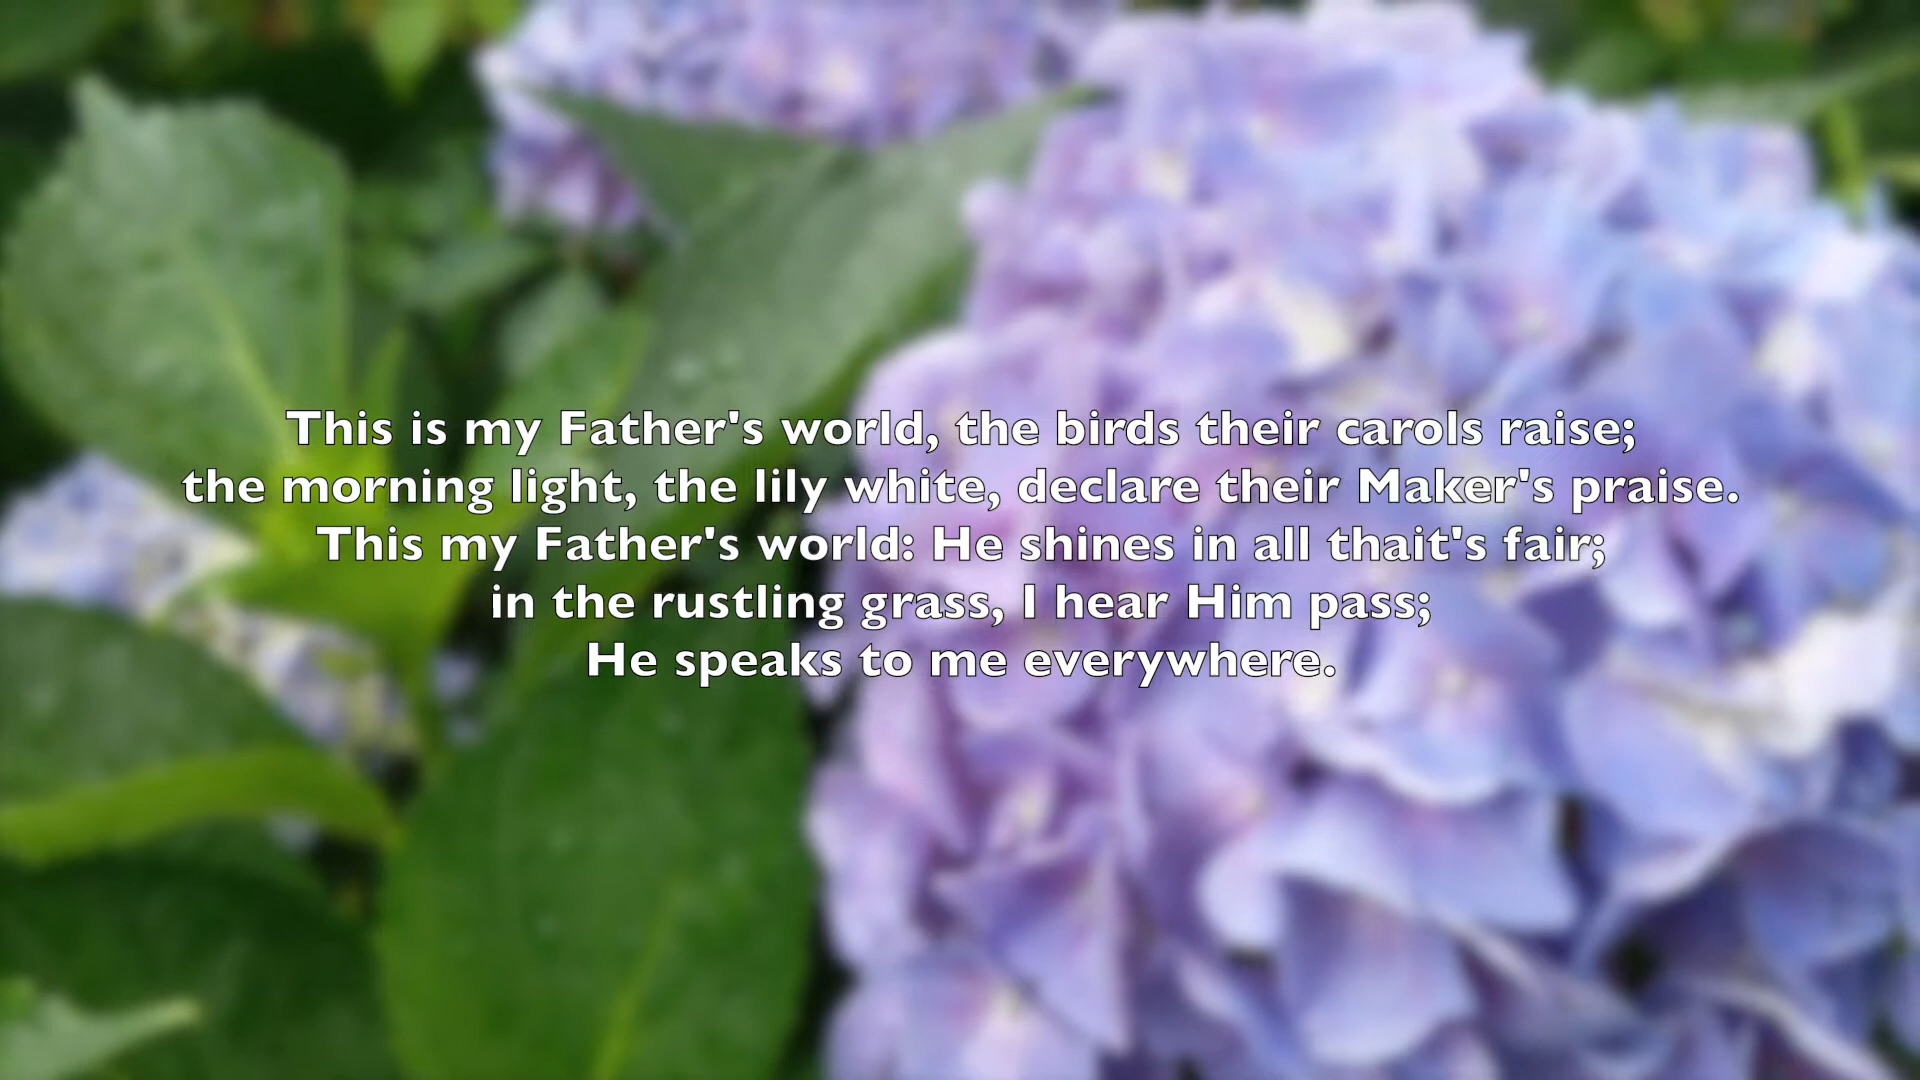 This is my Father's world, the birds their carols raise;
the morning light, the lily white, declare their Maker's praise.
This my Father's world: He shines in all thait's fair;
in the rustling grass, I hear Him pass;
He speaks to me everywhere.